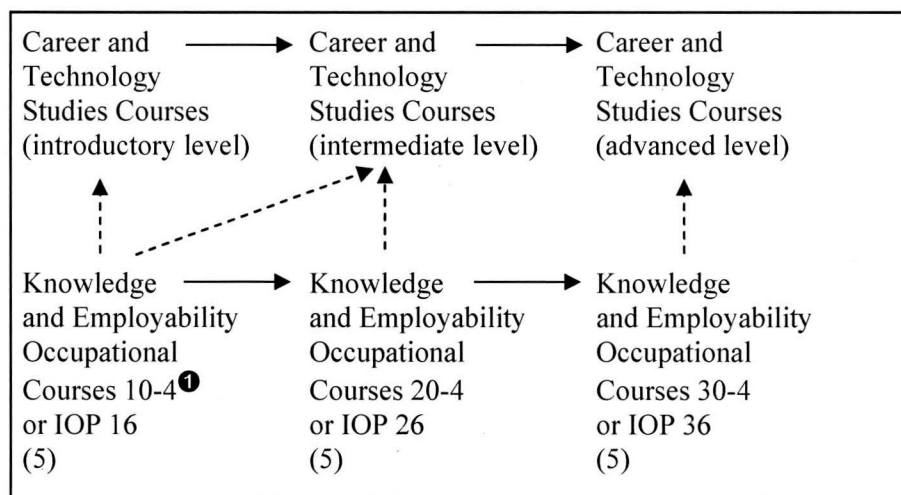 Career and
Technology
Studies Courses
(introductory level)
Career and
Technology
Studies Courses
(intermediate level)
Career and
Technology
Studies Courses
(advanced level)
Knowledge
and Employability
Occupational
Courses 10-4❶
or IOP 16
(5)
Knowledge
and Employability
Occupational
Courses 20-4
or IOP 26
(5)
Knowledge
and Employability
Occupational
Courses 30-4
or IOP 36
(5)